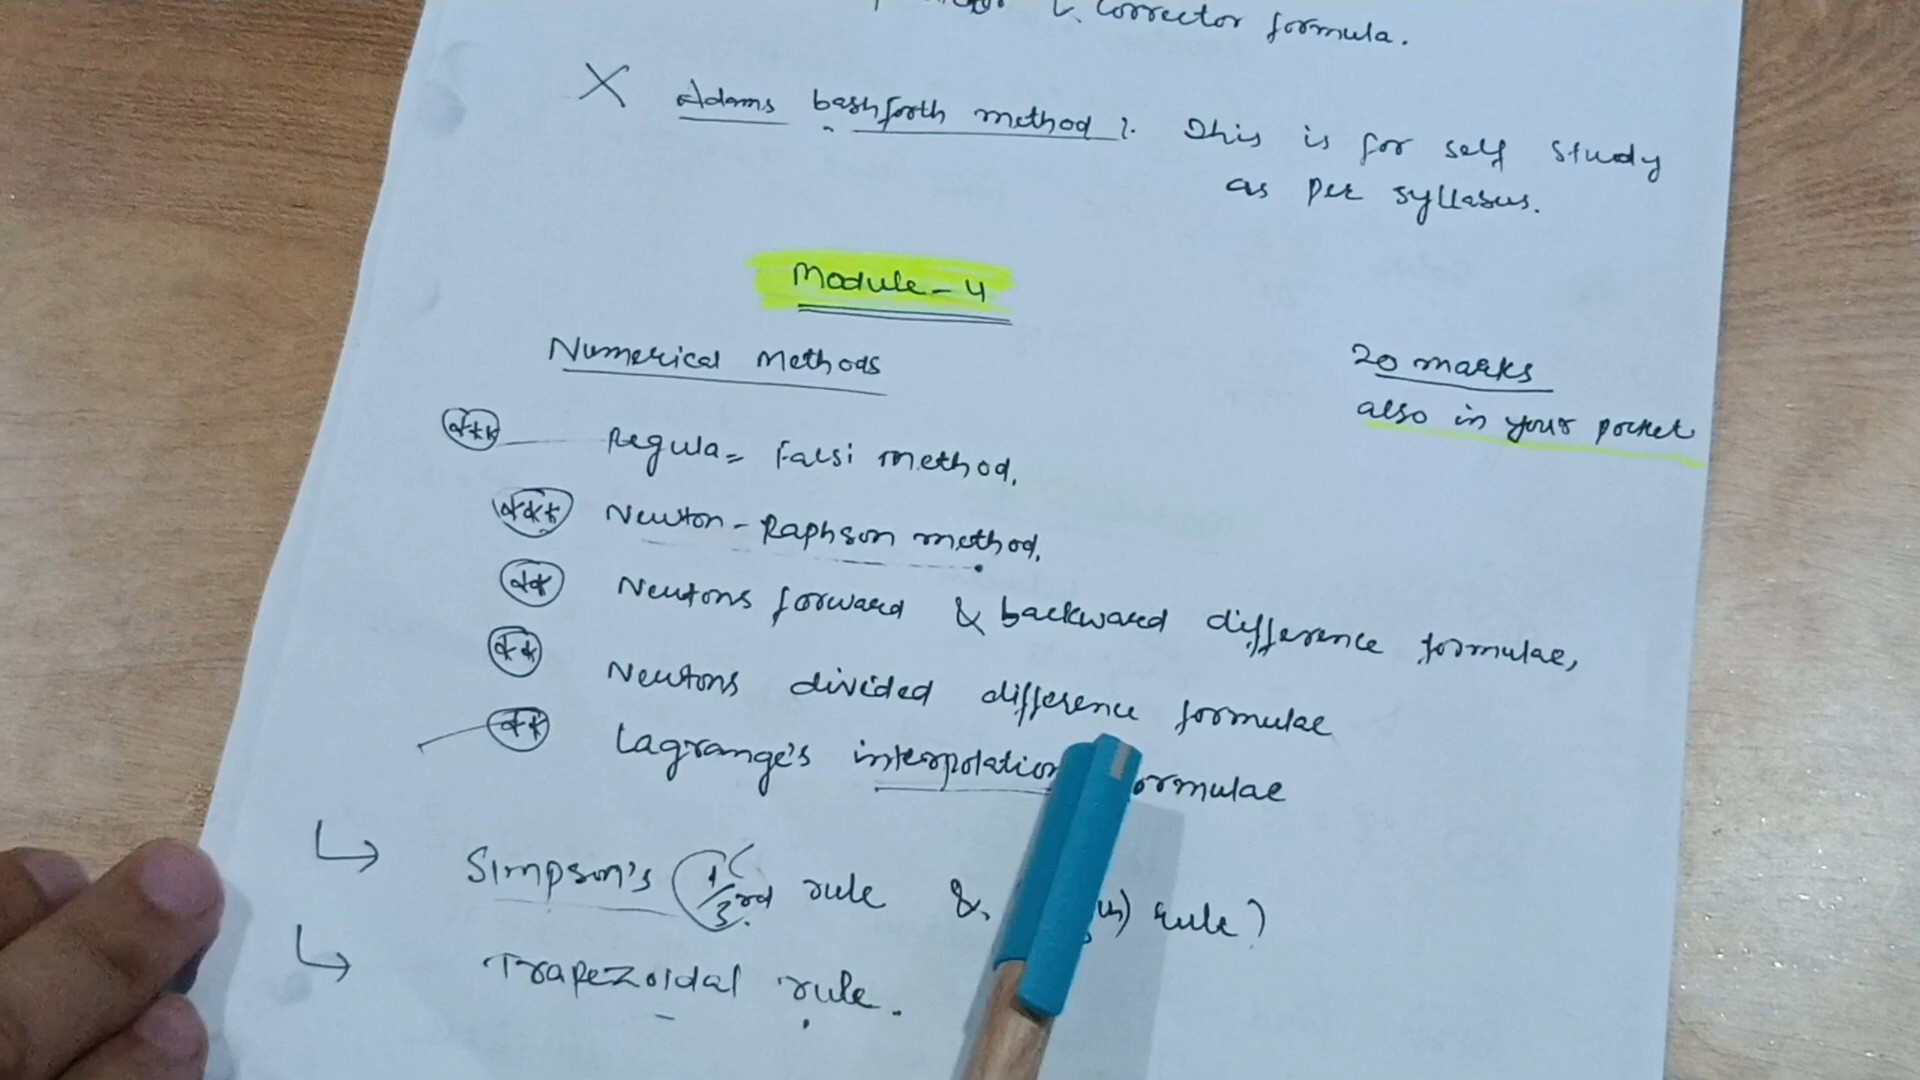 & Corrector formula.
X Adams bashforth method :- This is for self study
as per syllabus.
Module-4
Numerical Methods
20 marks
also in your pocket
*** Regula = Falsi method,
*** Newton-Raphson method,
** Newtons forward & backward difference formulae,
** Newtons divided difference formulae
** Lagrange's interpolation formulae
↳ Simpson's (1/3rd rule & rule)
↳ Trapezoidal rule.